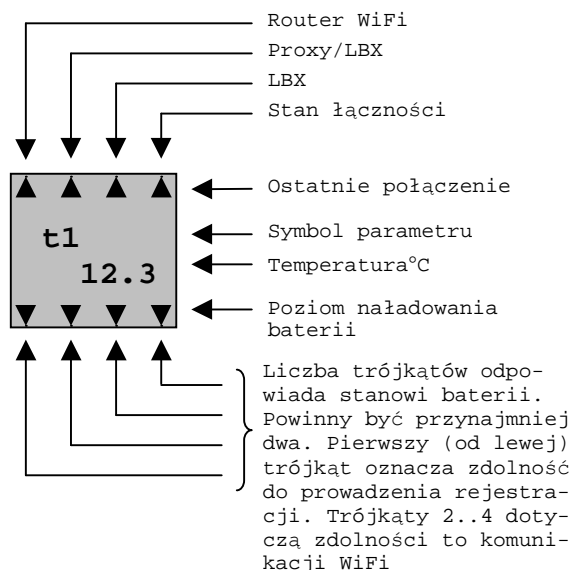 Router WiFi
Proxy/LBX
LBX
Stan łączności
Ostatnie połączenie
t1
Symbol parametru
12.3
Temperatura°C
Poziom naładowania
baterii
Liczba trójkątów odpo-
wiada stanowi baterii.
Powinny być przynajmniej
dwa. Pierwszy (od lewej)
trójkąt oznacza zdolność
do prowadzenia rejestra-
cji. Trójkąty 2..4 doty-
czą zdolności to komuni-
kacji WiFi